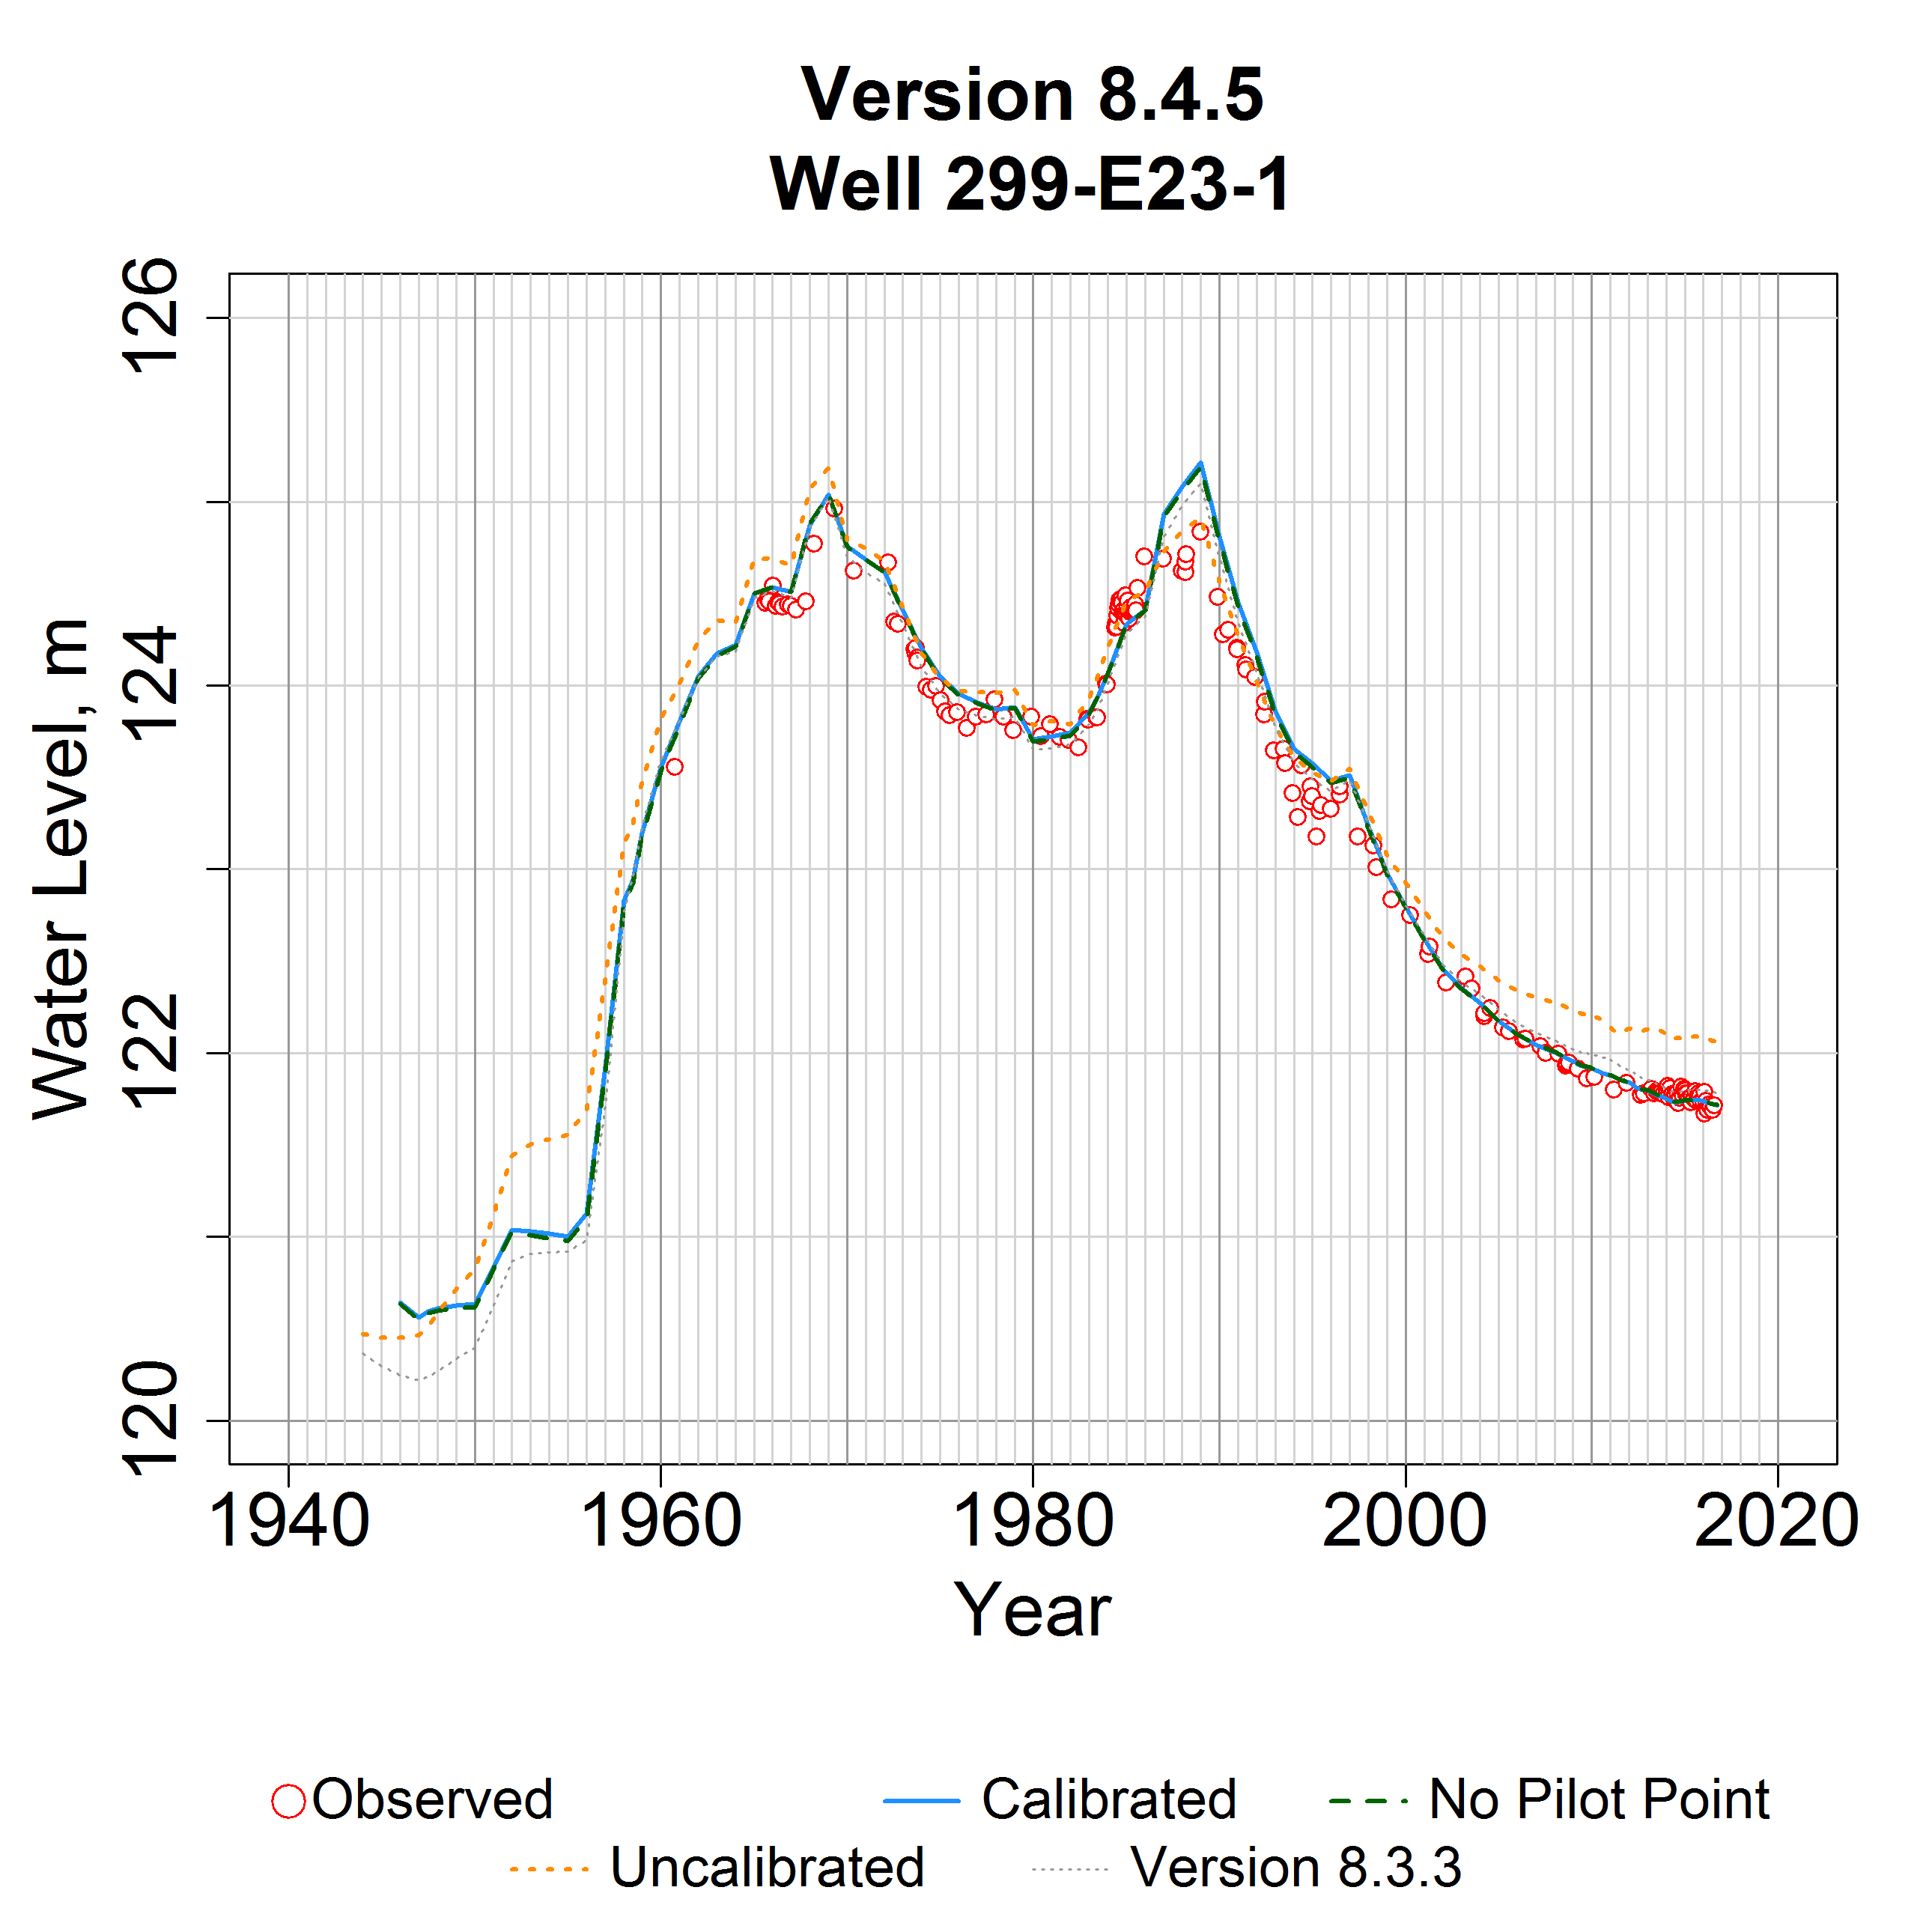 Version 8.4.5
Well 299-E23-1
126
124
122
120
Water Level, m
1940 1960 1980 2000 2020
Year
Observed Calibrated No Pilot Point
Uncalibrated Version 8.3.3